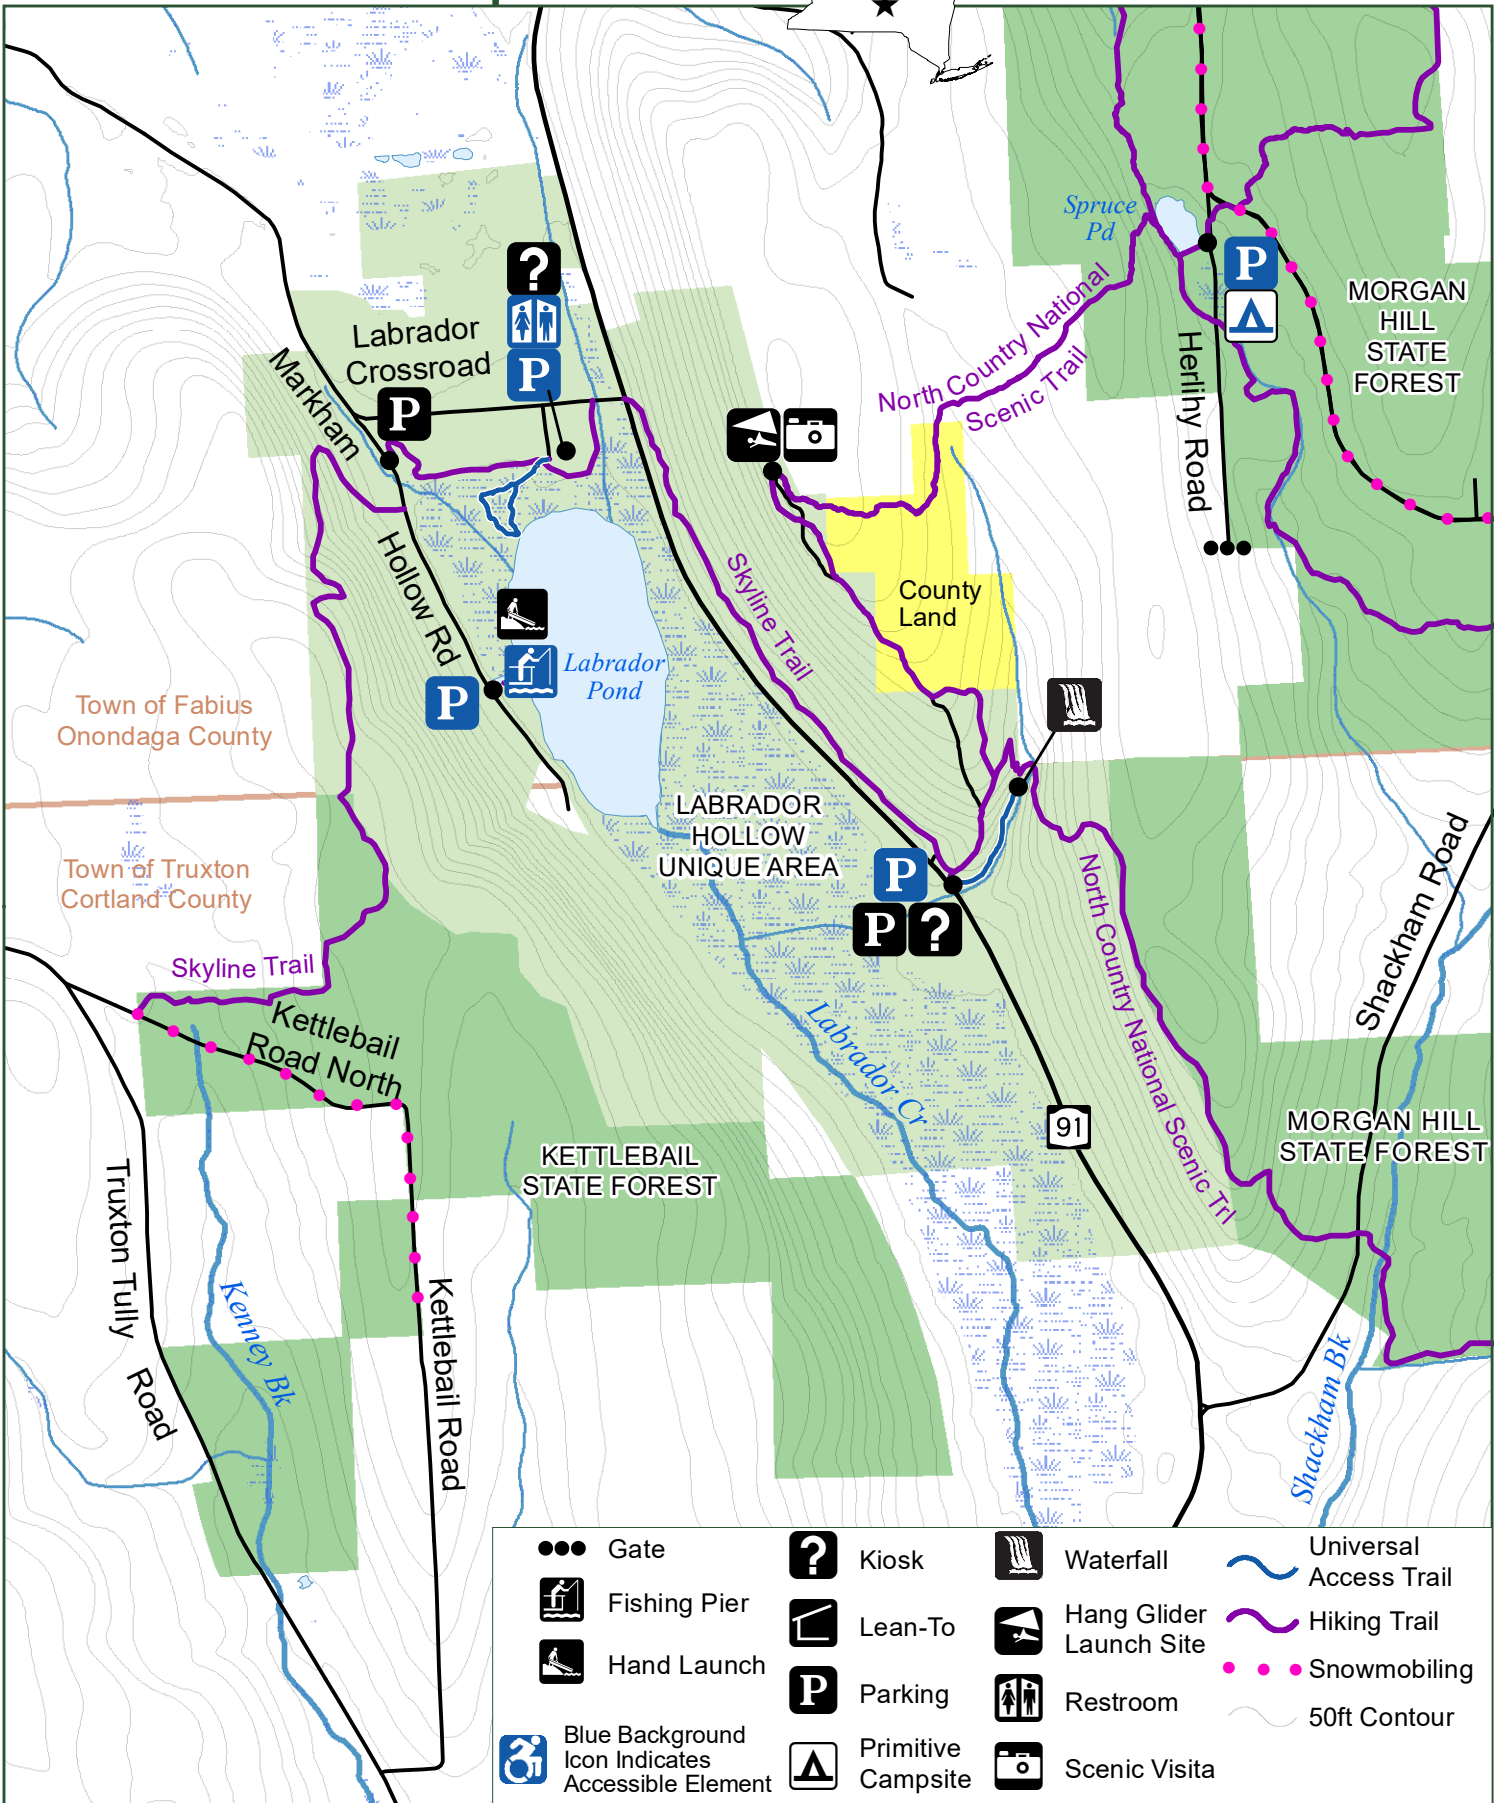 Spruce
Pd
P
MORGAN
HILL
STATE
FOREST
?
P
Labrador
Crossroad
P
Markham
North Country National
Scenic Trail
Herlihy Road
Hollow Rd
Skyline Trail
County
Land
Labrador
Pond
P
Town of Fabius
Onondaga County
Town of Truxton
Cortland County
LABRADOR
HOLLOW
UNIQUE AREA
P
P
?
North Country National Scenic Trl
Shackham Road
Skyline Trail
Kettlebail
Road North
Labrador Cr
91
MORGAN HILL
STATE FOREST
KETTLEBAIL
STATE FOREST
Truxton Tully
Road
Kenney Bk
Kettlebail Road
Shackham Bk
Gate
Fishing Pier
Hand Launch
Blue Background
Icon Indicates
Accessible Element
?
Kiosk
Lean-To
P
Parking
Primitive
Campsite
Waterfall
Hang Glider
Launch Site
Restroom
Scenic Visita
Universal
Access Trail
Hiking Trail
Snowmobiling
50ft Contour